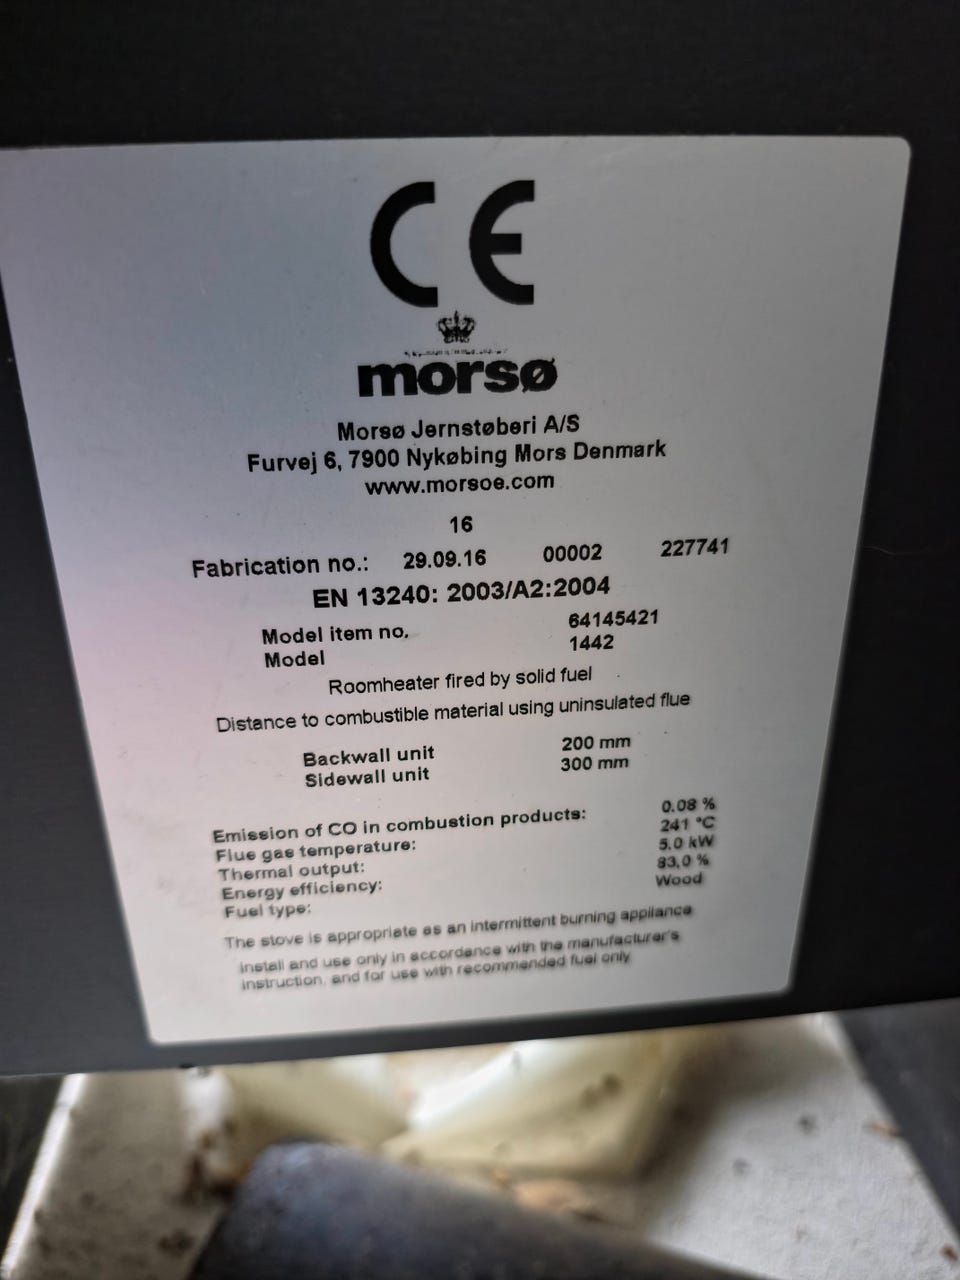 CE
morsø
Morsø Jernstøberi A/S
Furvej 6, 7900 Nykøbing Mors Denmark
www.morsoe.com
16
Fabrication no.: 29.09.16 00002 227741
EN 13240: 2003/A2:2004
Model item no. 64145421
Model 1442
Roomheater fired by solid fuel
Distance to combustible material using uninsulated flue
Backwall unit 200 mm
Sidewall unit 300 mm
Emission of CO in combustion products: 0.08 %
Flue gas temperature: 241 °C
Thermal output: 5.0 kW
Energy efficiency: 83,0 %
Fuel type: Wood
The stove is appropriate as an intermittent burning appliance
Install and use only in accordance with the manufacturer's
instruction, and for use with recommended fuel only